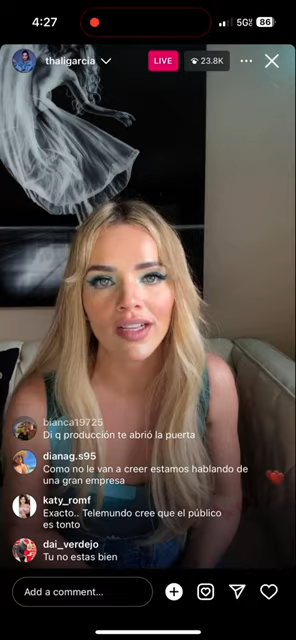 4:27
5G
86
thaligarcia
LIVE
23.8K
blanca19725
Di q producción te abrió la puerta
dianag.s95
Como no le van a creer estamos hablando de
una gran empresa
katy_romf
Exacto.. Telemundo cree que el público
es tonto
dai_verdejo
Tu no estas bien
Add a comment...